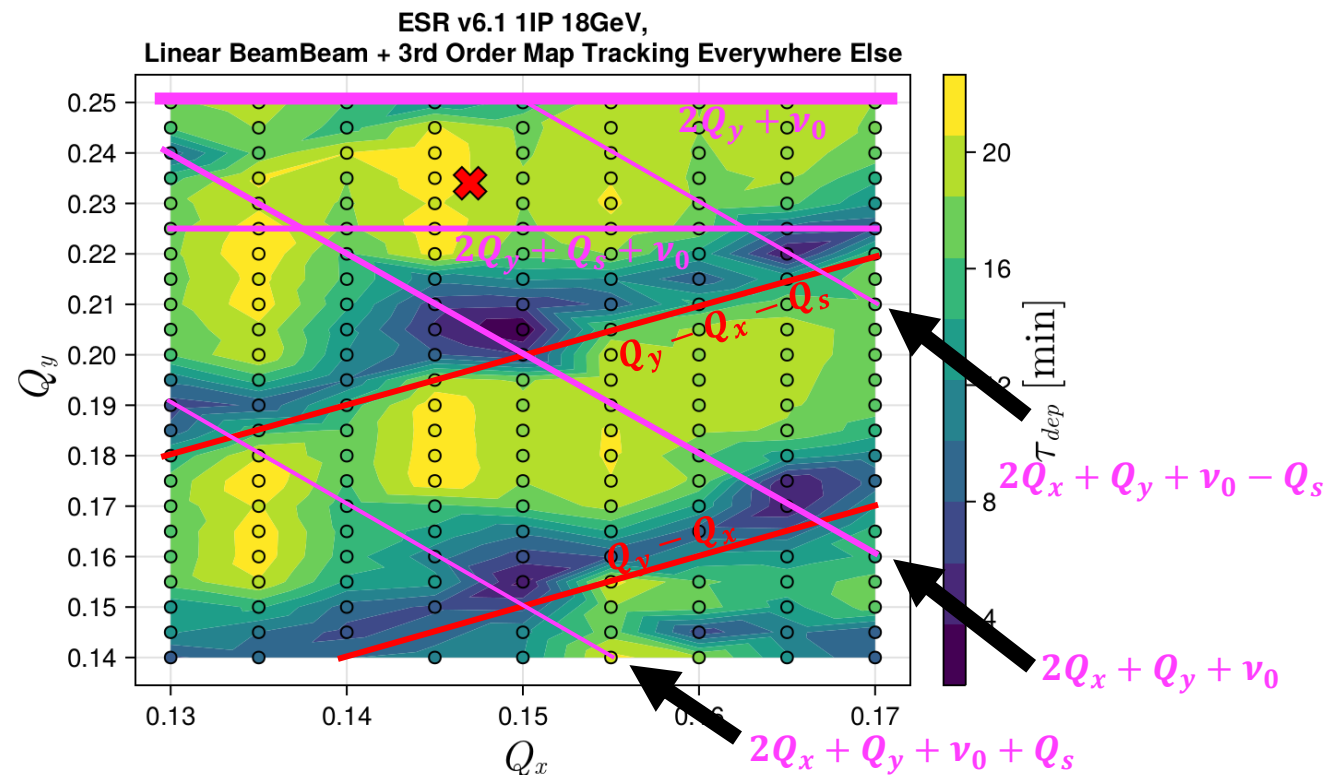 ESR v6.1 1IP 18GeV,
Linear BeamBeam + 3rd Order Map Tracking Everywhere Else
0.25
0.24
0.23
0.22
0.21
0.20
0.19
0.18
0.17
0.16
0.15
0.14
Q_y
0.13
0.14
0.15
0.16
0.17
Q_x
2Q_y + ν_0
2Q_y + Q_s + ν_0
Q_y − Q_x − Q_s
Q_y − Q_x
20
16
12
8
4
τ_dep [min]
2Q_x + Q_y + ν_0 − Q_s
2Q_x + Q_y + ν_0
2Q_x + Q_y + ν_0 + Q_s